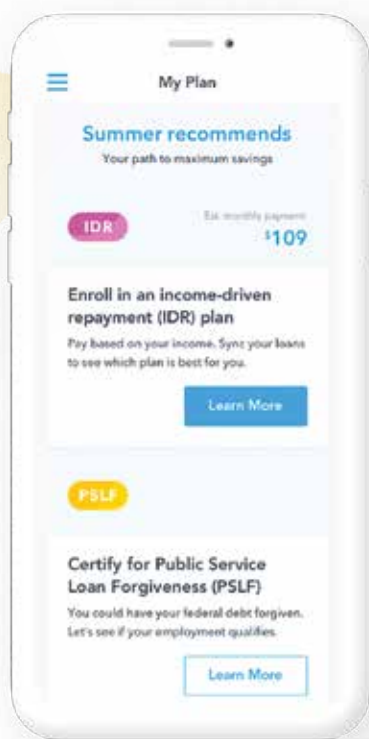 My Plan
Summer recommends
Your path to maximum savings
IDR
Est. monthly payment
$109
Enroll in an income-driven
repayment (IDR) plan
Pay based on your income. Sync your loans
to see which plan is best for you.
Learn More
PSLF
Certify for Public Service
Loan Forgiveness (PSLF)
You could have your federal debt forgiven.
Let's see if your employment qualifies.
Learn More